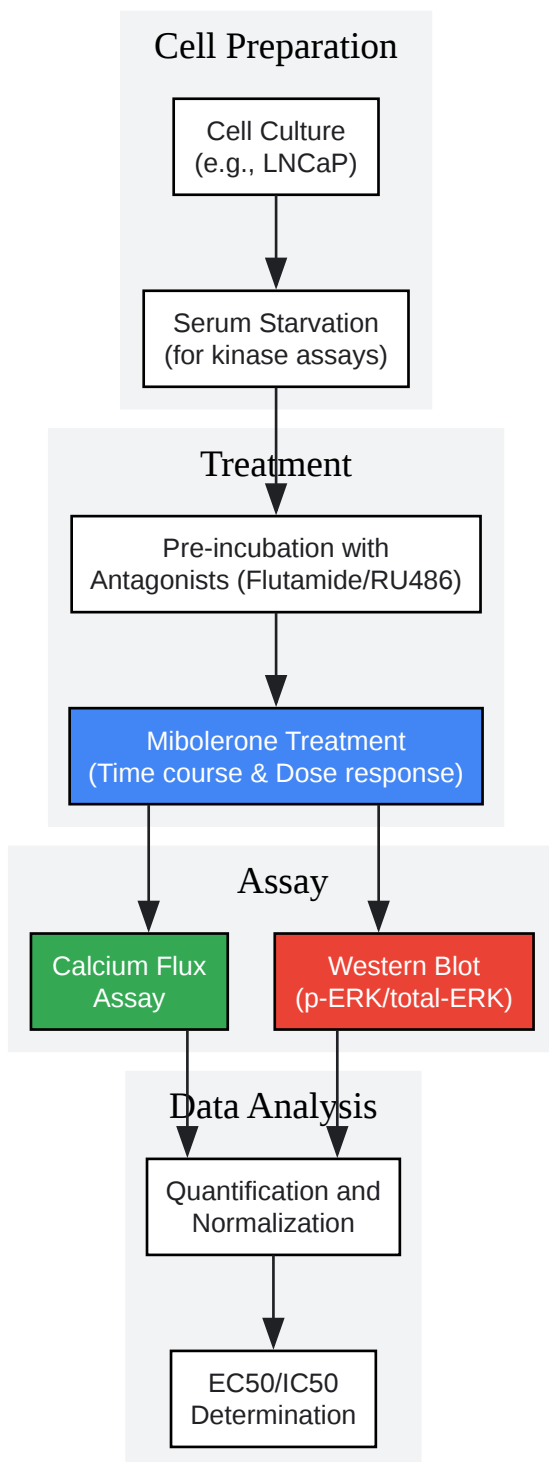 Cell Preparation
Cell Culture
(e.g., LNCaP)
Serum Starvation
(for kinase assays)
Treatment
Pre-incubation with
Antagonists (Flutamide/RU486)
Mibolerone Treatment
(Time course & Dose response)
Assay
Calcium Flux
Assay
Western Blot
(p-ERK/total-ERK)
Data Analysis
Quantification and
Normalization
EC50/IC50
Determination